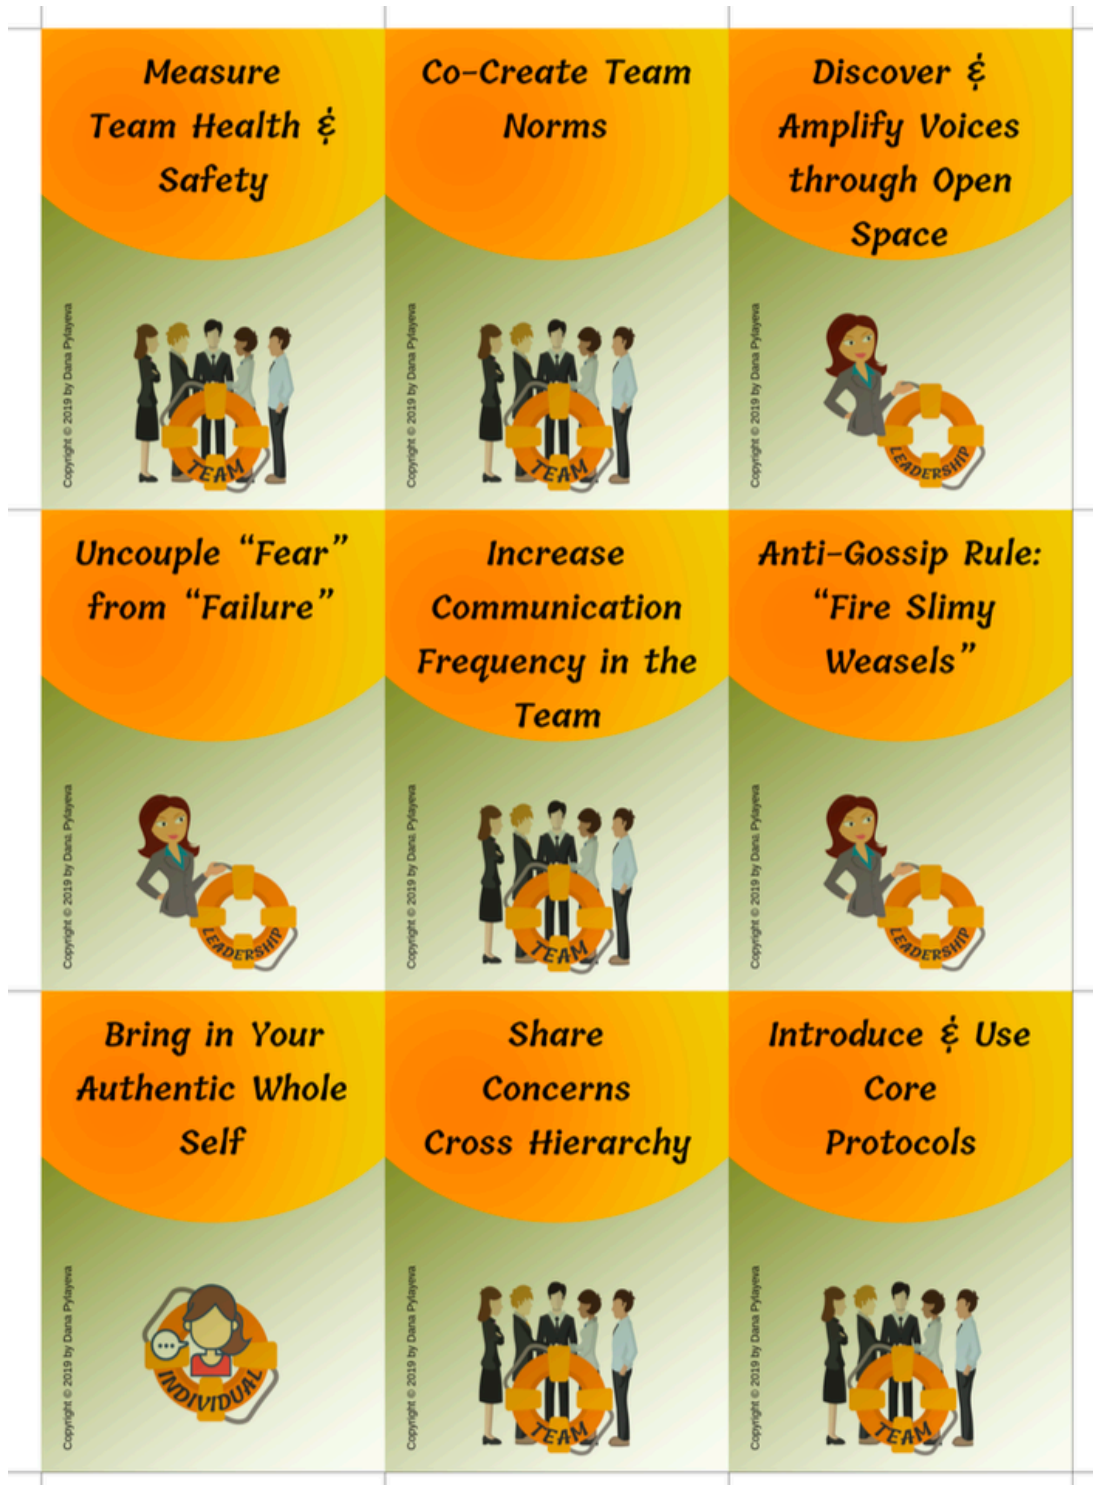 Measure
Team Health &
Safety
Copyright © 2019 by Dana Pylayeva
TEAM
Co-Create Team
Norms
Copyright © 2019 by Dana Pylayeva
TEAM
Discover &
Amplify Voices
through Open
Space
Copyright © 2019 by Dana Pylayeva
LEADERSHIP
Uncouple “Fear”
from “Failure”
Copyright © 2019 by Dana Pylayeva
LEADERSHIP
Increase
Communication
Frequency in the
Team
Copyright © 2019 by Dana Pylayeva
TEAM
Anti-Gossip Rule:
“Fire Slimy
Weasels”
Copyright © 2019 by Dana Pylayeva
LEADERSHIP
Bring in Your
Authentic Whole
Self
Copyright © 2019 by Dana Pylayeva
INDIVIDUAL
Share
Concerns
Cross Hierarchy
Copyright © 2019 by Dana Pylayeva
TEAM
Introduce & Use
Core
Protocols
Copyright © 2019 by Dana Pylayeva
TEAM